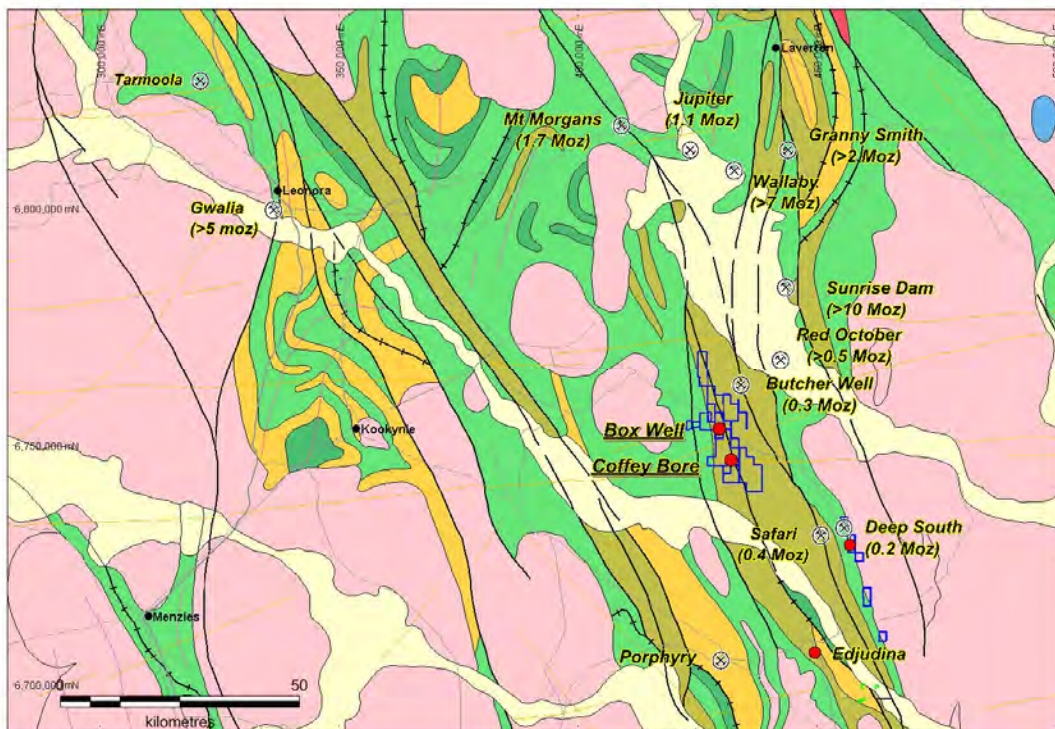 300,000 mE
350,000 mE
Laverton
Tarmoola
Jupiter
(1.1 Moz)
Mt Morgans
(1.7 Moz)
Granny Smith
(>2 Moz)
Wallaby
(>7 Moz)
Leonora
6,800,000 mN
Gwalia
(>5 moz)
Sunrise Dam
(>10 Moz)
Red October
(>0.5 Moz)
Butcher Well
(0.3 Moz)
Box Well
Kookynie
6,750,000 mN
Coffey Bore
Deep South
(0.2 Moz)
Safari
(0.4 Moz)
Menzies
Edjudina
Porphyry
6,700,000 mN
0
50
kilometres